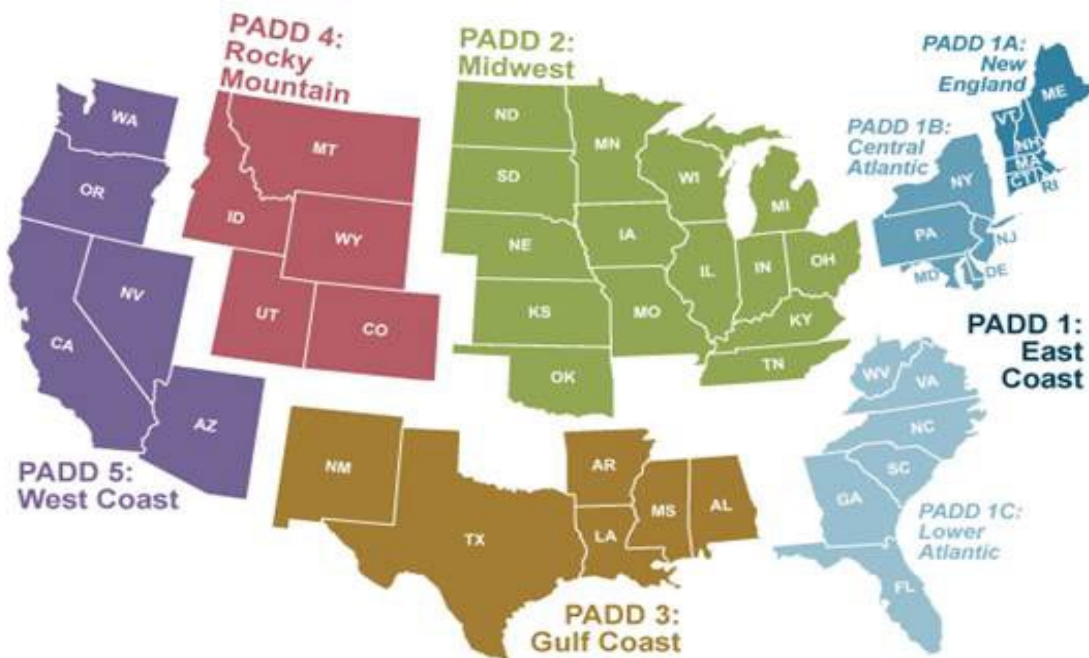 PADD 4:
Rocky
Mountain
PADD 2:
Midwest
PADD 1A:
New
England
PADD 1B:
Central
Atlantic
WA
OR
CA
NV
AZ
PADD 5:
West Coast
MT
ID
WY
UT
CO
ND
SD
NE
KS
OK
MN
IA
MO
WI
IL
MI
IN
OH
KY
TN
ME
VT
NH
MA
CT
RI
NY
PA
NJ
MD
DE
PADD 1:
East
Coast
WV
VA
NC
SC
GA
FL
PADD 1C:
Lower
Atlantic
NM
TX
AR
LA
MS
AL
PADD 3:
Gulf Coast